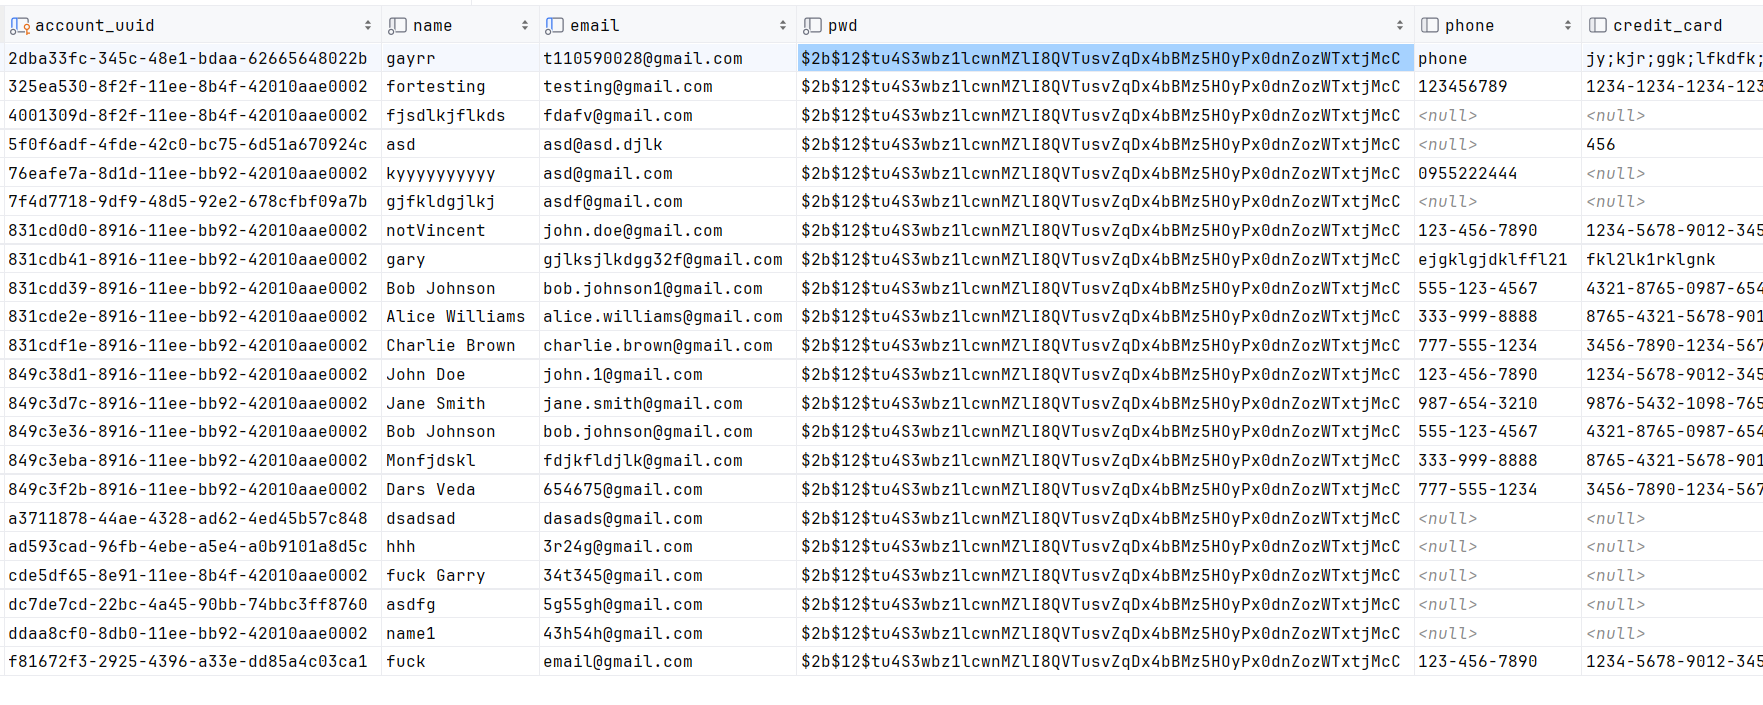 account_uuid name email pwd phone credit_card
2dba33fc-345c-48e1-bdaa-62665648022b gayrr t110590028@gmail.com $2b$12$tu4S3wbz1lcwnMZlI8QVTusvZqDx4bBMz5HOyPx0dnZozWTxtjMcC phone jy;kjr;ggk;lfkdfk;
325ea530-8f2f-11ee-8b4f-42010aae0002 fortesting testing@gmail.com $2b$12$tu4S3wbz1lcwnMZlI8QVTusvZqDx4bBMz5HOyPx0dnZozWTxtjMcC 123456789 1234-1234-1234-123
4001309d-8f2f-11ee-8b4f-42010aae0002 fjsdlkjflkds fdafv@gmail.com $2b$12$tu4S3wbz1lcwnMZlI8QVTusvZqDx4bBMz5HOyPx0dnZozWTxtjMcC <null> <null>
5f0f6adf-4fde-42c0-bc75-6d51a670924c asd asd@asd.djlk $2b$12$tu4S3wbz1lcwnMZlI8QVTusvZqDx4bBMz5HOyPx0dnZozWTxtjMcC <null> 456
76eafe7a-8d1d-11ee-bb92-42010aae0002 kyyyyyyyyyy asd@gmail.com $2b$12$tu4S3wbz1lcwnMZlI8QVTusvZqDx4bBMz5HOyPx0dnZozWTxtjMcC 0955222444 <null>
7f4d7718-9df9-48d5-92e2-678cfbf09a7b gjfkldgjlkj asdf@gmail.com $2b$12$tu4S3wbz1lcwnMZlI8QVTusvZqDx4bBMz5HOyPx0dnZozWTxtjMcC <null> <null>
831cd0d0-8916-11ee-bb92-42010aae0002 notVincent john.doe@gmail.com $2b$12$tu4S3wbz1lcwnMZlI8QVTusvZqDx4bBMz5HOyPx0dnZozWTxtjMcC 123-456-7890 1234-5678-9012-345
831cdb41-8916-11ee-bb92-42010aae0002 gary gjlksjlkdgg32f@gmail.com $2b$12$tu4S3wbz1lcwnMZlI8QVTusvZqDx4bBMz5HOyPx0dnZozWTxtjMcC ejgklgjdklffl21 fkl2lk1rklgnk
831cdd39-8916-11ee-bb92-42010aae0002 Bob Johnson bob.johnson1@gmail.com $2b$12$tu4S3wbz1lcwnMZlI8QVTusvZqDx4bBMz5HOyPx0dnZozWTxtjMcC 555-123-4567 4321-8765-0987-654
831cde2e-8916-11ee-bb92-42010aae0002 Alice Williams alice.williams@gmail.com $2b$12$tu4S3wbz1lcwnMZlI8QVTusvZqDx4bBMz5HOyPx0dnZozWTxtjMcC 333-999-8888 8765-4321-5678-901
831cdf1e-8916-11ee-bb92-42010aae0002 Charlie Brown charlie.brown@gmail.com $2b$12$tu4S3wbz1lcwnMZlI8QVTusvZqDx4bBMz5HOyPx0dnZozWTxtjMcC 777-555-1234 3456-7890-1234-567
849c38d1-8916-11ee-bb92-42010aae0002 John Doe john.1@gmail.com $2b$12$tu4S3wbz1lcwnMZlI8QVTusvZqDx4bBMz5HOyPx0dnZozWTxtjMcC 123-456-7890 1234-5678-9012-345
849c3d7c-8916-11ee-bb92-42010aae0002 Jane Smith jane.smith@gmail.com $2b$12$tu4S3wbz1lcwnMZlI8QVTusvZqDx4bBMz5HOyPx0dnZozWTxtjMcC 987-654-3210 9876-5432-1098-765
849c3e36-8916-11ee-bb92-42010aae0002 Bob Johnson bob.johnson@gmail.com $2b$12$tu4S3wbz1lcwnMZlI8QVTusvZqDx4bBMz5HOyPx0dnZozWTxtjMcC 555-123-4567 4321-8765-0987-654
849c3eba-8916-11ee-bb92-42010aae0002 Monfjdskl fdjkfldjlk@gmail.com $2b$12$tu4S3wbz1lcwnMZlI8QVTusvZqDx4bBMz5HOyPx0dnZozWTxtjMcC 333-999-8888 8765-4321-5678-901
849c3f2b-8916-11ee-bb92-42010aae0002 Dars Veda 654675@gmail.com $2b$12$tu4S3wbz1lcwnMZlI8QVTusvZqDx4bBMz5HOyPx0dnZozWTxtjMcC 777-555-1234 3456-7890-1234-567
a3711878-44ae-4328-ad62-4ed45b57c848 dsadsad dasads@gmail.com $2b$12$tu4S3wbz1lcwnMZlI8QVTusvZqDx4bBMz5HOyPx0dnZozWTxtjMcC <null> <null>
ad593cad-96fb-4ebe-a5e4-a0b9101a8d5c hhh 3r24g@gmail.com $2b$12$tu4S3wbz1lcwnMZlI8QVTusvZqDx4bBMz5HOyPx0dnZozWTxtjMcC <null> <null>
cde5df65-8e91-11ee-8b4f-42010aae0002 fuck Garry 34t345@gmail.com $2b$12$tu4S3wbz1lcwnMZlI8QVTusvZqDx4bBMz5HOyPx0dnZozWTxtjMcC <null> <null>
dc7de7cd-22bc-4a45-90bb-74bbc3ff8760 asdfg 5g55gh@gmail.com $2b$12$tu4S3wbz1lcwnMZlI8QVTusvZqDx4bBMz5HOyPx0dnZozWTxtjMcC <null> <null>
ddaa8cf0-8db0-11ee-bb92-42010aae0002 name1 43h54h@gmail.com $2b$12$tu4S3wbz1lcwnMZlI8QVTusvZqDx4bBMz5HOyPx0dnZozWTxtjMcC <null> <null>
f81672f3-2925-4396-a33e-dd85a4c03ca1 fuck email@gmail.com $2b$12$tu4S3wbz1lcwnMZlI8QVTusvZqDx4bBMz5HOyPx0dnZozWTxtjMcC 123-456-7890 1234-5678-9012-345